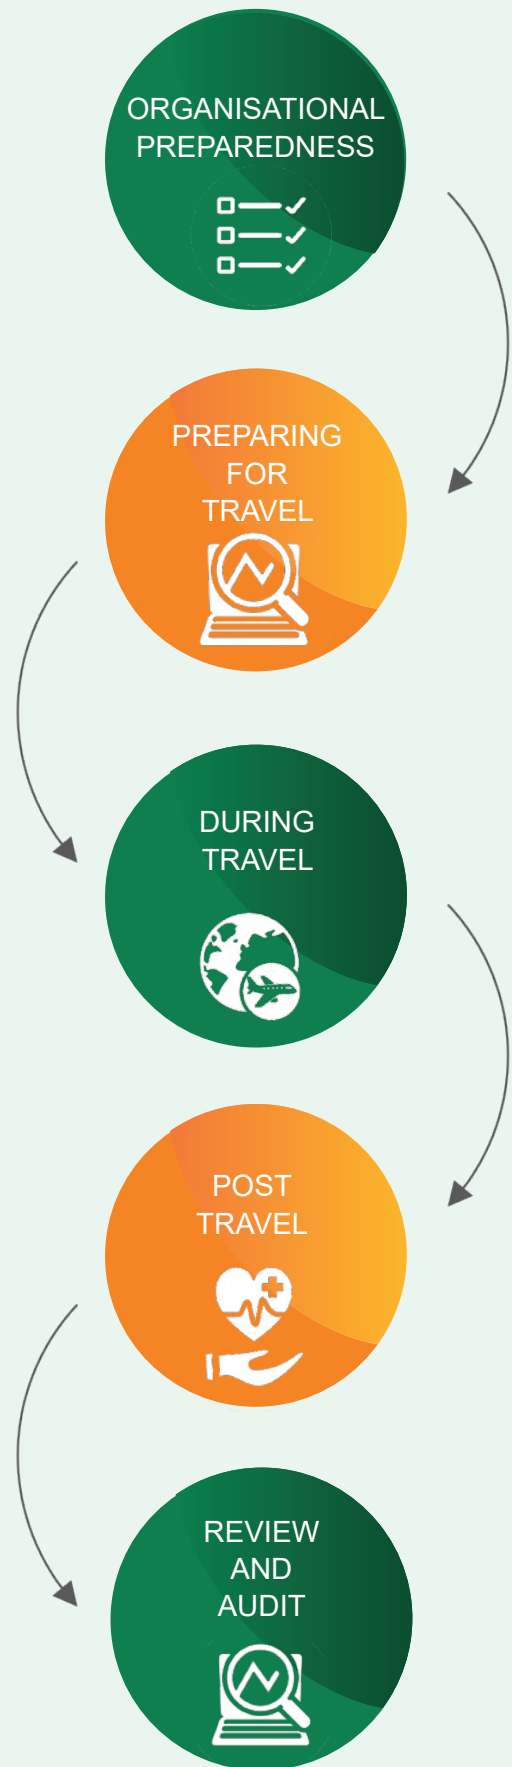 ORGANISATIONAL
PREPAREDNESS
PREPARING
FOR
TRAVEL
DURING
TRAVEL
POST
TRAVEL
REVIEW
AND
AUDIT